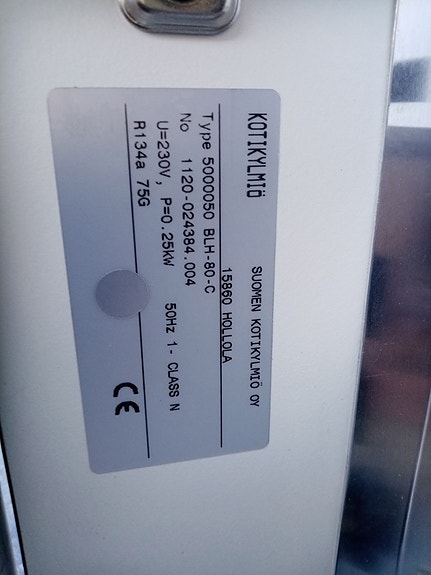 KOTIKYLMIÖ
SUOMEN KOTIKYLMIÖ OY
15860 HOLLOLA
Type 5000050 BLH-80-C
No 1120-024384.004
U=230V, P=0.25kW 50Hz 1- CLASS N
R134a 75G
CE